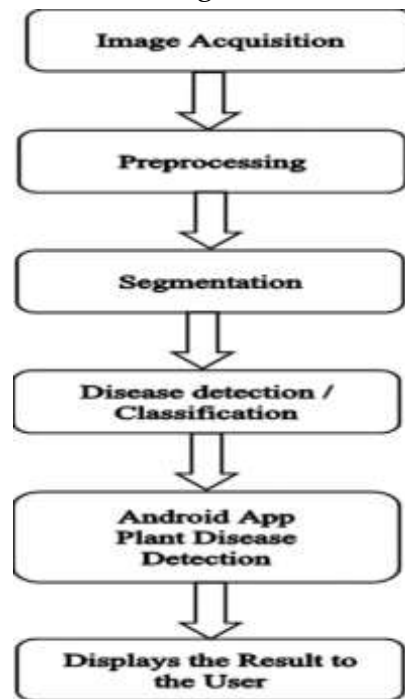 Image Acquisition
Preprocessing
Segmentation
Disease detection /
Classification
Android App
Plant Disease
Detection
Displays the Result to
the User